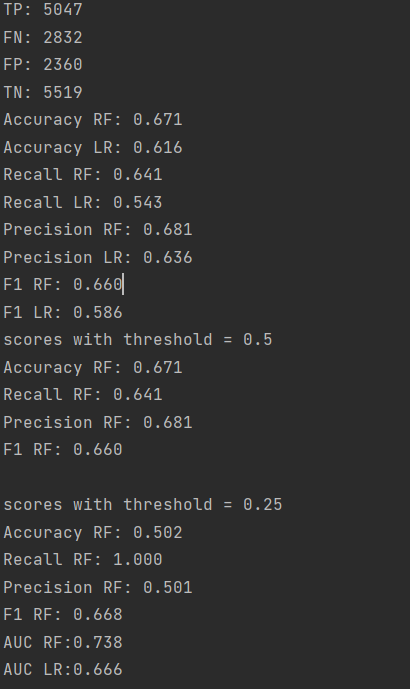 TP: 5047
FN: 2832
FP: 2360
TN: 5519
Accuracy RF: 0.671
Accuracy LR: 0.616
Recall RF: 0.641
Recall LR: 0.543
Precision RF: 0.681
Precision LR: 0.636
F1 RF: 0.660
F1 LR: 0.586
scores with threshold = 0.5
Accuracy RF: 0.671
Recall RF: 0.641
Precision RF: 0.681
F1 RF: 0.660

scores with threshold = 0.25
Accuracy RF: 0.502
Recall RF: 1.000
Precision RF: 0.501
F1 RF: 0.668
AUC RF:0.738
AUC LR:0.666